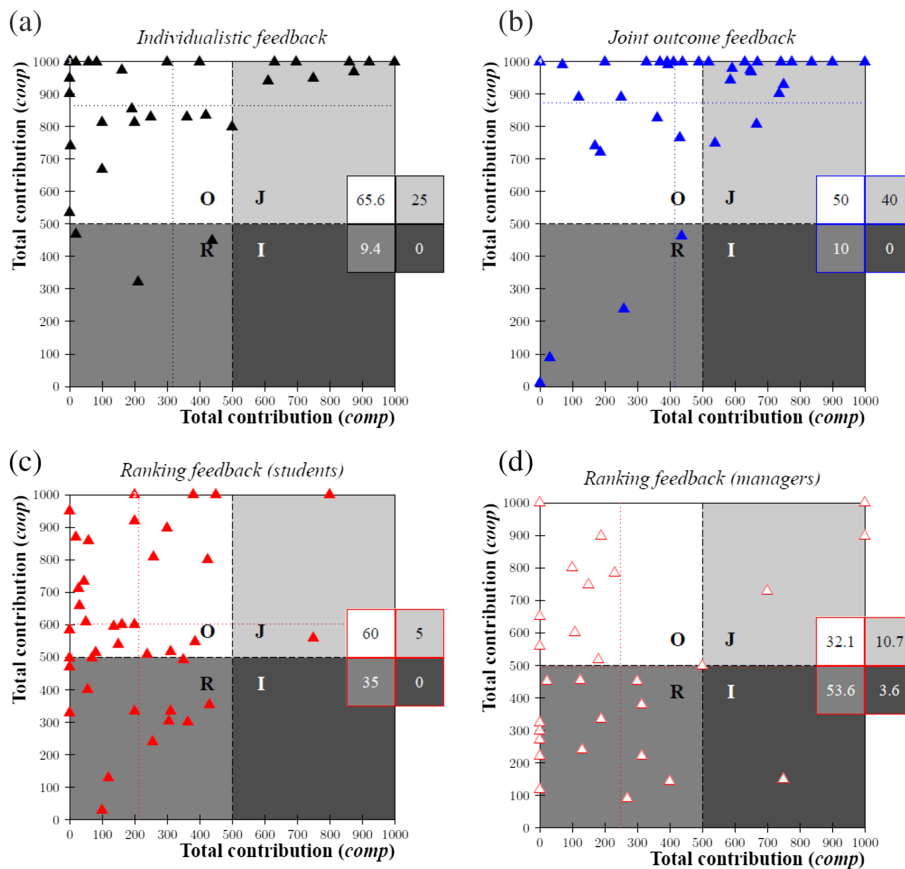 (a)
Individualistic feedback
Total contribution (coop)
1000
900
800
700
600
500
400
300
200
100
0
O J
R I
65.6 25
9.4 0
0 100 200 300 400 500 600 700 800 900 1000
Total contribution (comp)
(b)
Joint outcome feedback
Total contribution (coop)
1000
900
800
700
600
500
400
300
200
100
0
O J
R I
50 40
10 0
0 100 200 300 400 500 600 700 800 900 1000
Total contribution (comp)
(c)
Ranking feedback (students)
Total contribution (coop)
1000
900
800
700
600
500
400
300
200
100
0
O J
R I
60 5
35 0
0 100 200 300 400 500 600 700 800 900 1000
Total contribution (comp)
(d)
Ranking feedback (managers)
Total contribution (coop)
1000
900
800
700
600
500
400
300
200
100
0
O J
R I
32.1 10.7
53.6 3.6
0 100 200 300 400 500 600 700 800 900 1000
Total contribution (comp)